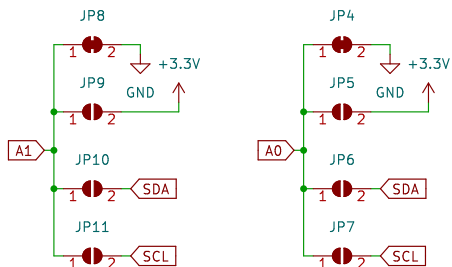 JP8
JP4
1 2
1 2
+3.3V
+3.3V
JP9
JP5
GND
GND
1 2
1 2
A1
A0
JP10
JP6
1 2
SDA
1 2
SDA
JP11
JP7
1 2
SCL
1 2
SCL